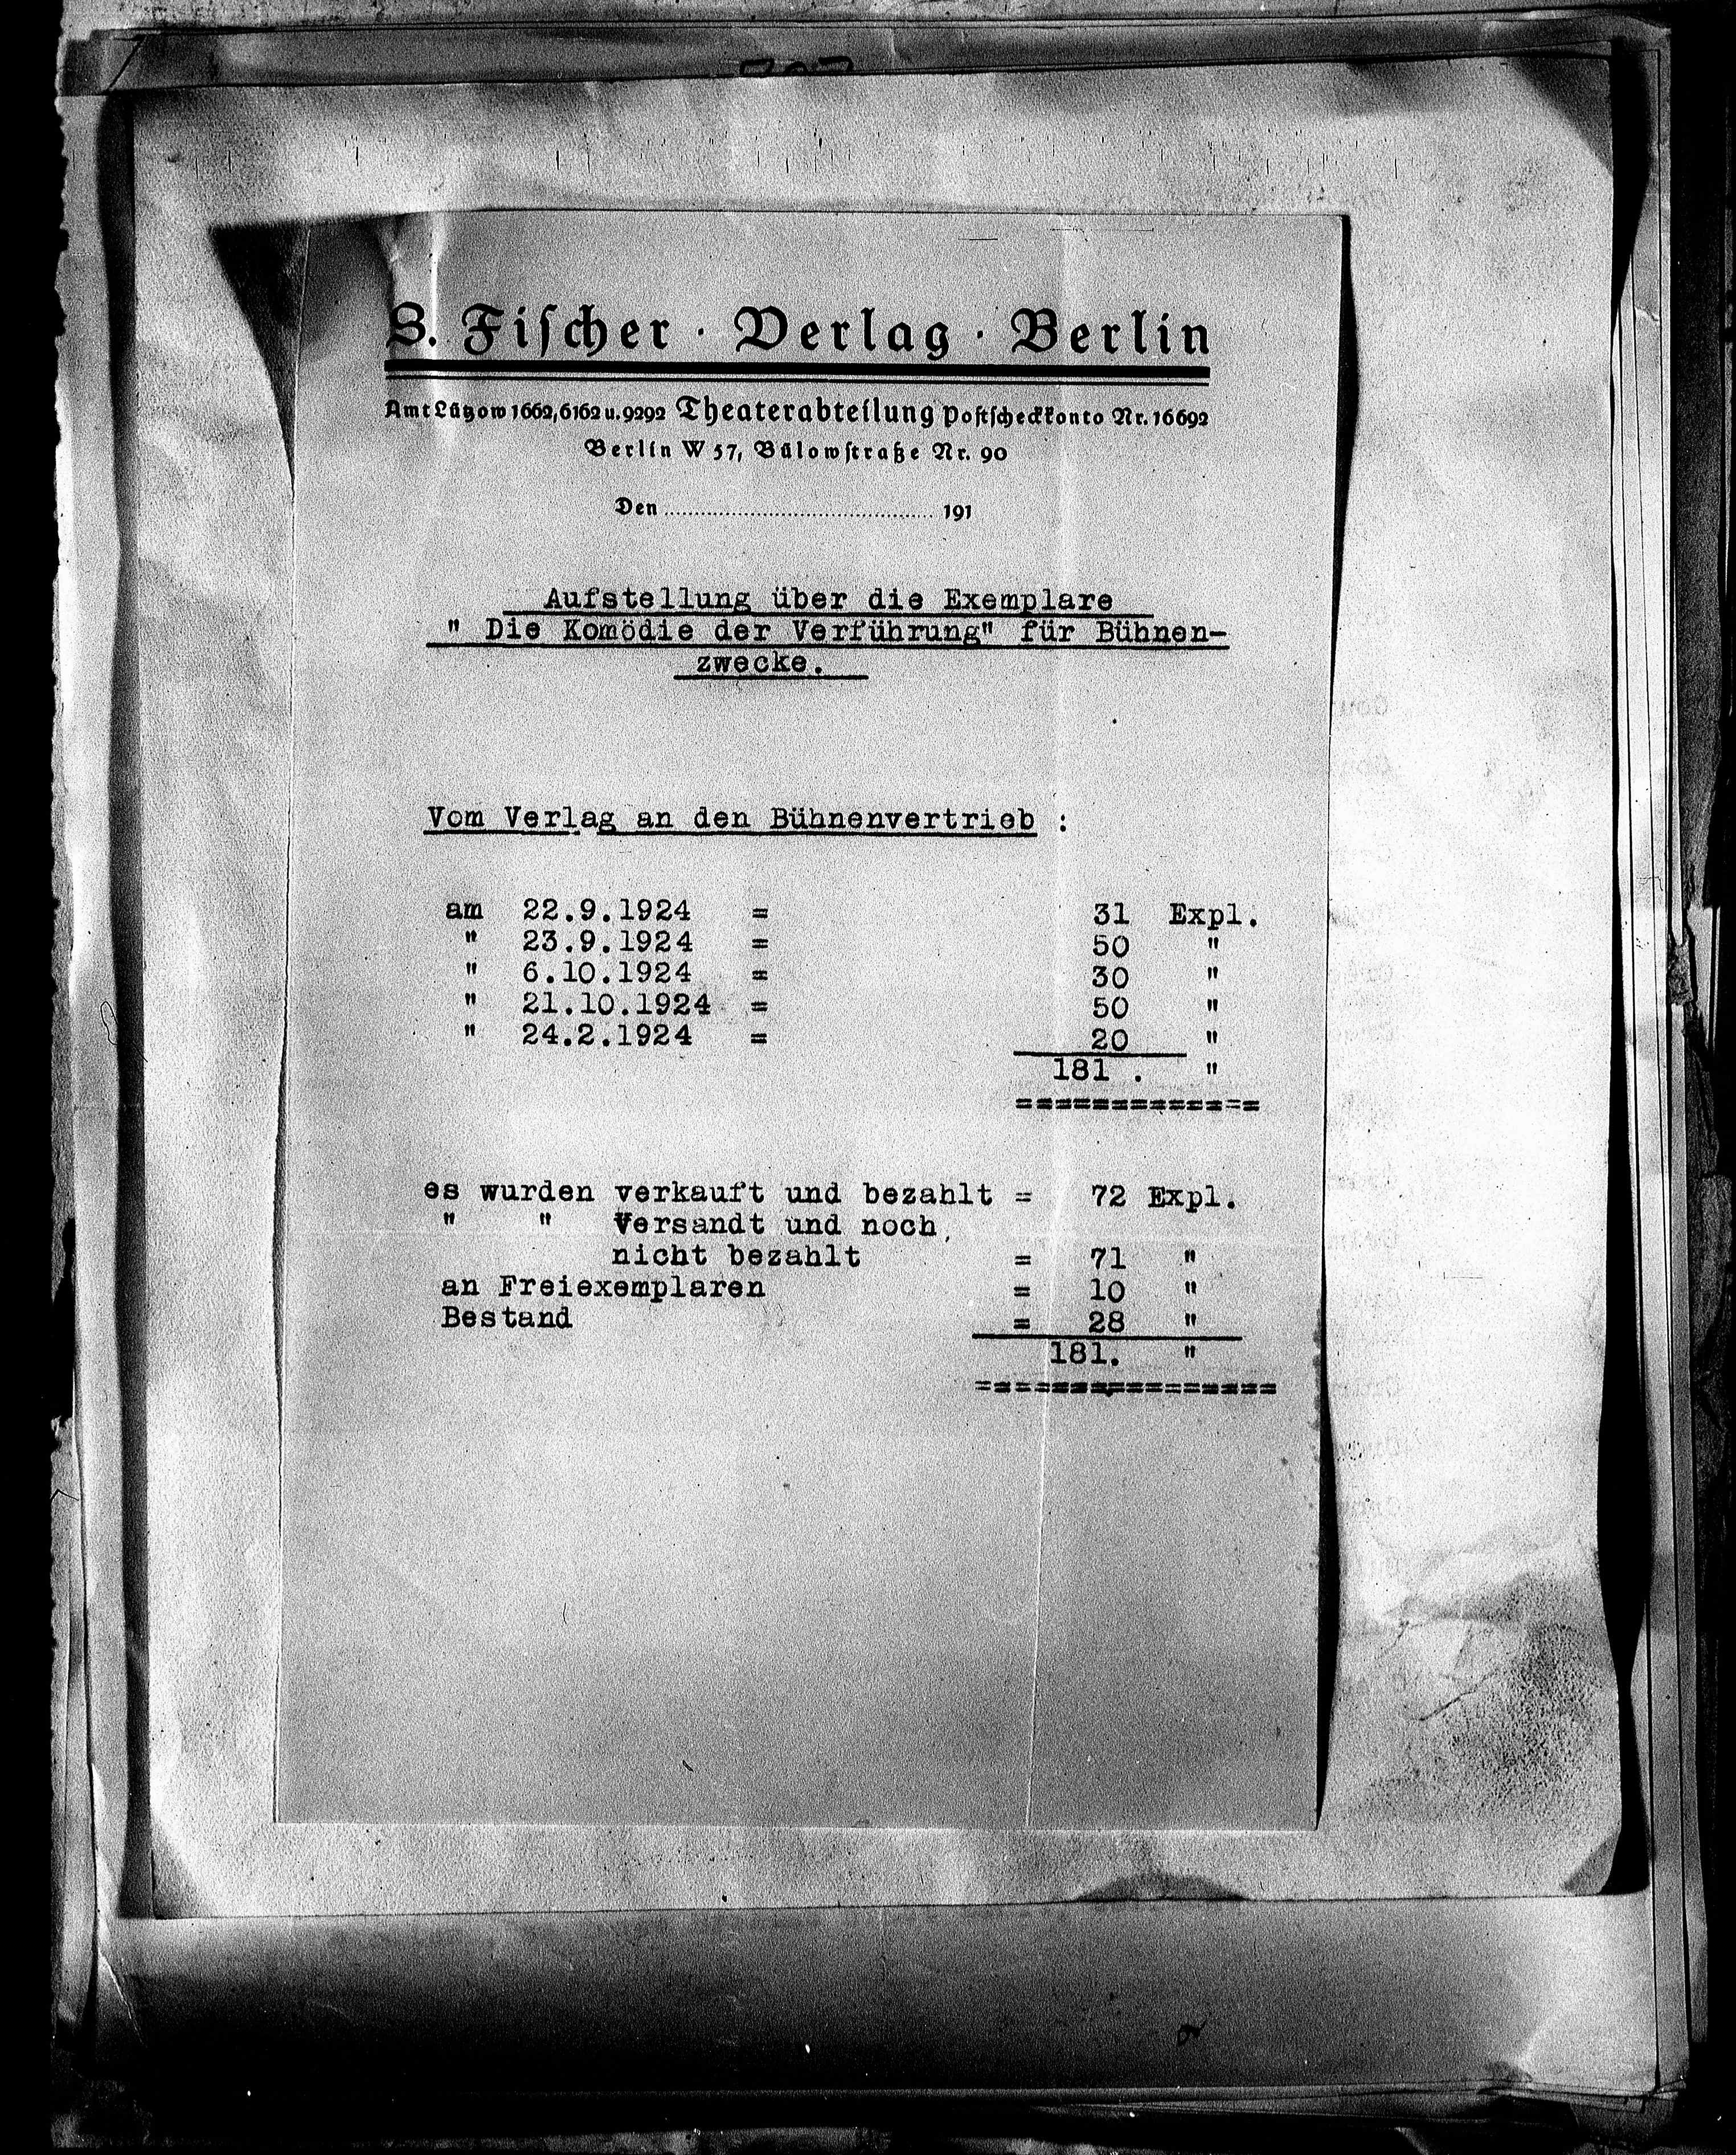 S. Fischer · Verlag · Berlin
Amt Lützow 1662, 6162 u. 9292 Theaterabteilung Postscheckkonto Nr. 16692
Berlin W 57, Bülowstraße Nr. 90
Den ........................................ 191
Aufstellung über die Exemplare
" Die Komödie der Verführung" für Bühnen-
zwecke.
Vom Verlag an den Bühnenvertrieb :
am 22.9.1924 = 31 Expl.
" 23.9.1924 = 50 "
" 6.10.1924 = 30 "
" 21.10.1924 = 50 "
" 24.2.1924 = 20 "
181 . "
=============
es wurden verkauft und bezahlt = 72 Expl.
" " Versandt und noch
nicht bezahlt = 71 "
an Freiexemplaren = 10 "
Bestand = 28 "
181. "
================